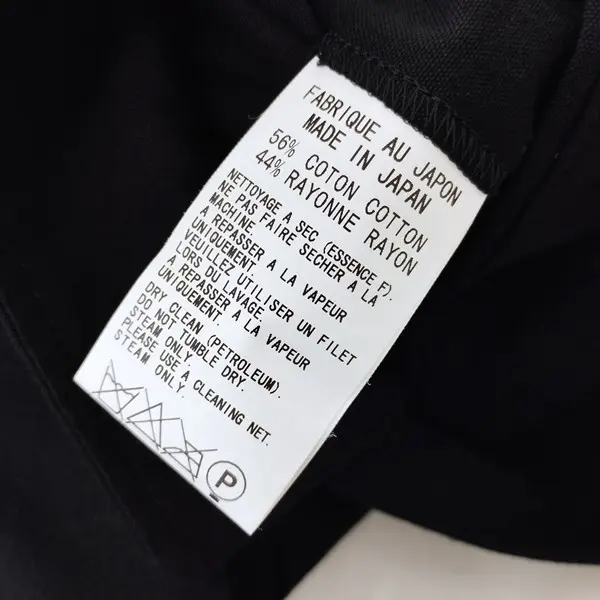 FABRIQUE AU JAPON
MADE IN JAPAN
56% COTON COTTON
44% RAYONNE RAYON
NETTOYAGE A SEC (ESSENCE F).
NE PAS FAIRE SECHER A LA
MACHINE.
A REPASSER A LA VAPEUR
UNIQUEMENT.
VEUILLEZ UTILISER UN FILET
LORS DU LAVAGE.
A REPASSER A LA VAPEUR
UNIQUEMENT.
DRY CLEAN (PETROLEUM).
DO NOT TUMBLE DRY.
STEAM ONLY.
PLEASE USE A CLEANING NET.
STEAM ONLY.
P